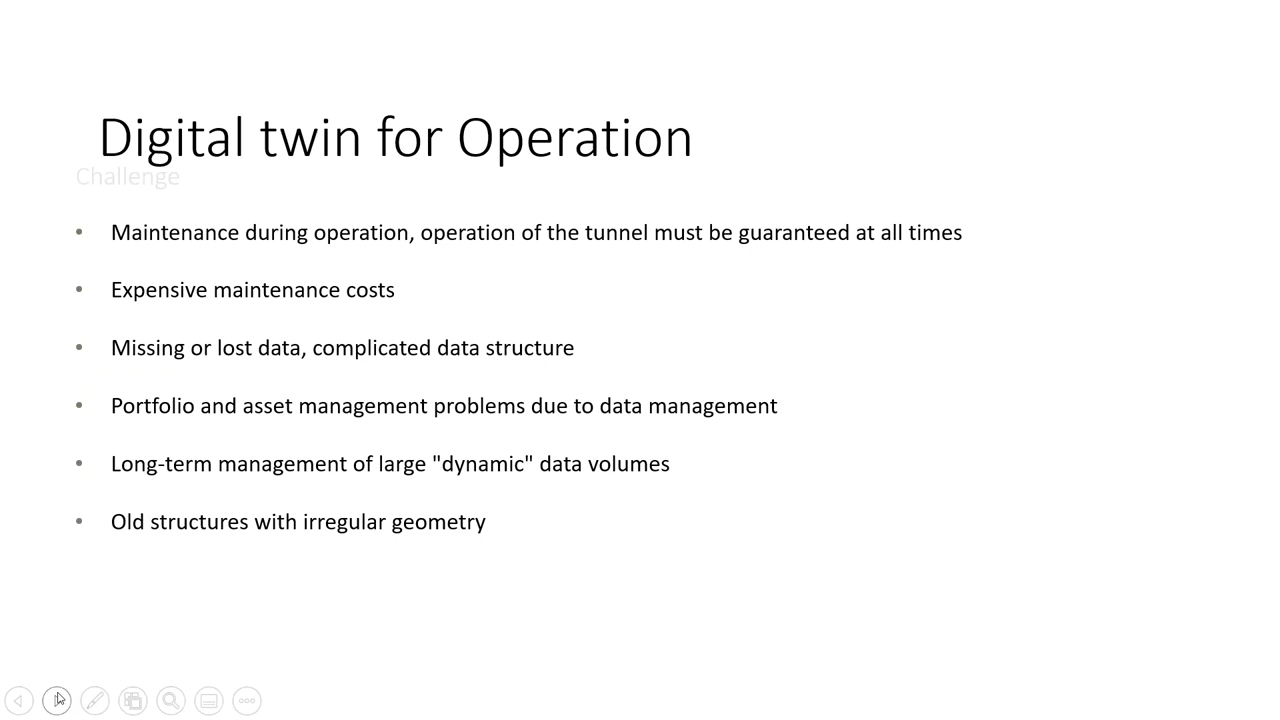 Digital twin for Operation
Challenge
• Maintenance during operation, operation of the tunnel must be guaranteed at all times
• Expensive maintenance costs
• Missing or lost data, complicated data structure
• Portfolio and asset management problems due to data management
• Long-term management of large "dynamic" data volumes
• Old structures with irregular geometry